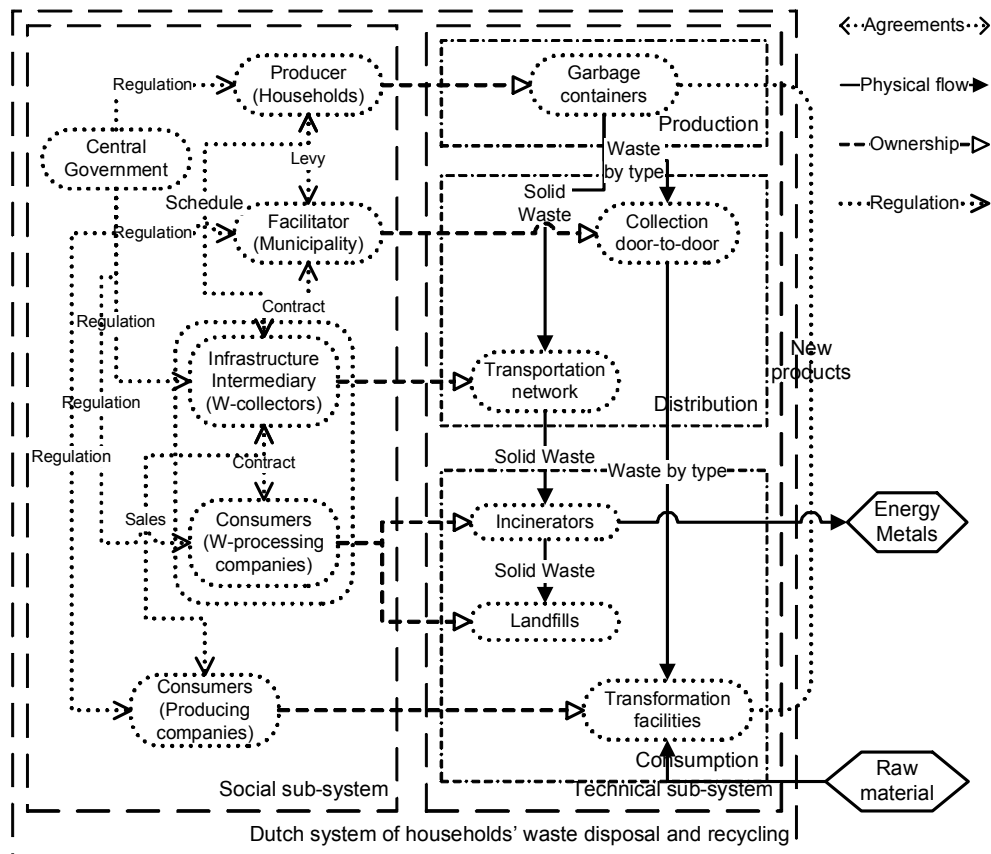 Agreements
Physical flow
Ownership
Regulation
Regulation
Producer
(Households)
Garbage
containers
Production
Central
Government
Levy
Waste
by type
Schedule
Solid
Waste
Regulation
Facilitator
(Municipality)
Collection
door-to-door
Contract
Regulation
Infrastructure
Intermediary
(W-collectors)
Transportation
network
New
products
Regulation
Distribution
Regulation
Contract
Solid Waste
Waste by type
Sales
Consumers
(W-processing
companies)
Incinerators
Energy
Metals
Solid Waste
Landfills
Consumers
(Producing
companies)
Transformation
facilities
Consumption
Raw
material
Social sub-system
Technical sub-system
Dutch system of households' waste disposal and recycling